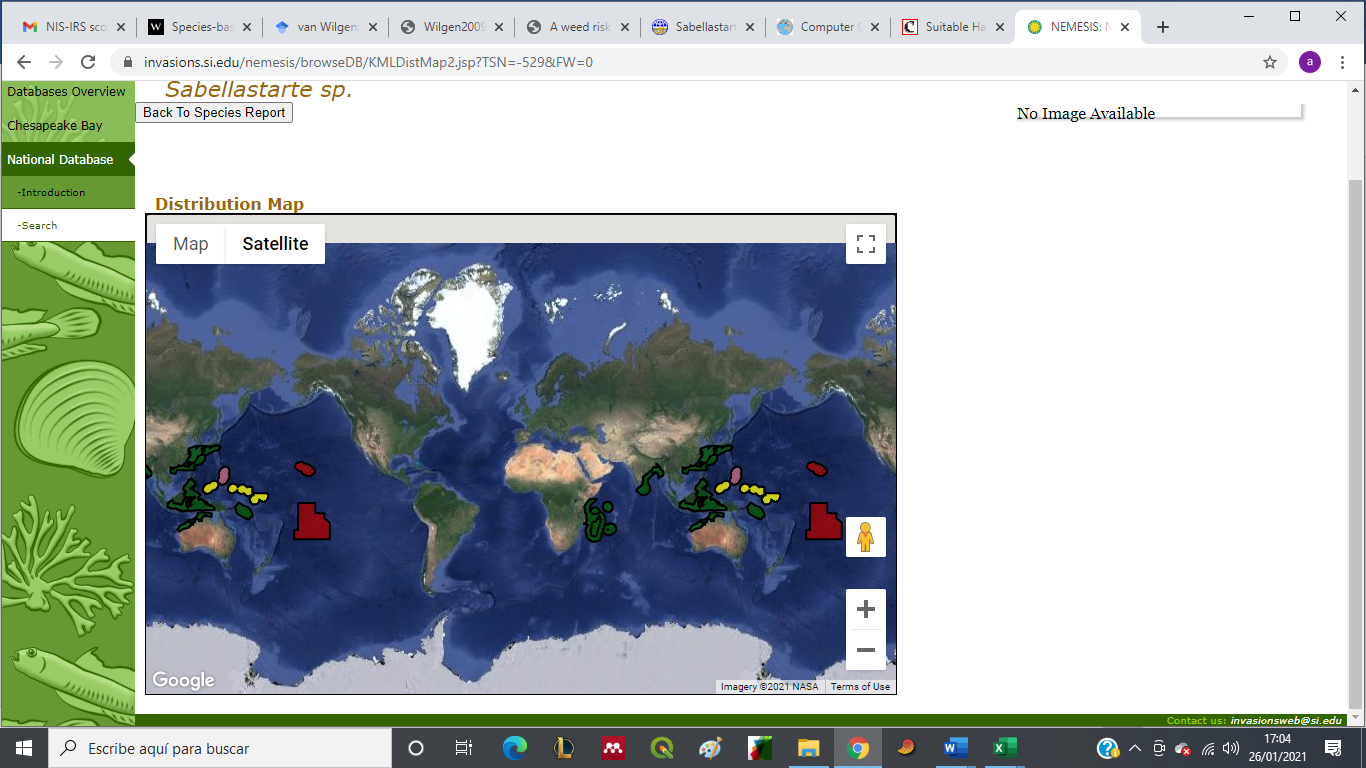 NIS-IRS sco
Species-bas
van Wilgen
Wilgen2009
A weed risk
Sabellastar
Computer
Suitable Ha
NEMESIS: N
invasions.si.edu/nemesis/browseDB/KMLDistMap2.jsp?TSN=-529&FW=0
a
Databases Overview
Chesapeake Bay
National Database
-Introduction
-Search
Sabellastarte sp.
Back To Species Report
No Image Available
Distribution Map
Map
Satellite
Google
Imagery ©2021 NASA
Terms of Use
Contact us: invasionsweb@si.edu
Escribe aquí para buscar
17:04
26/01/2021